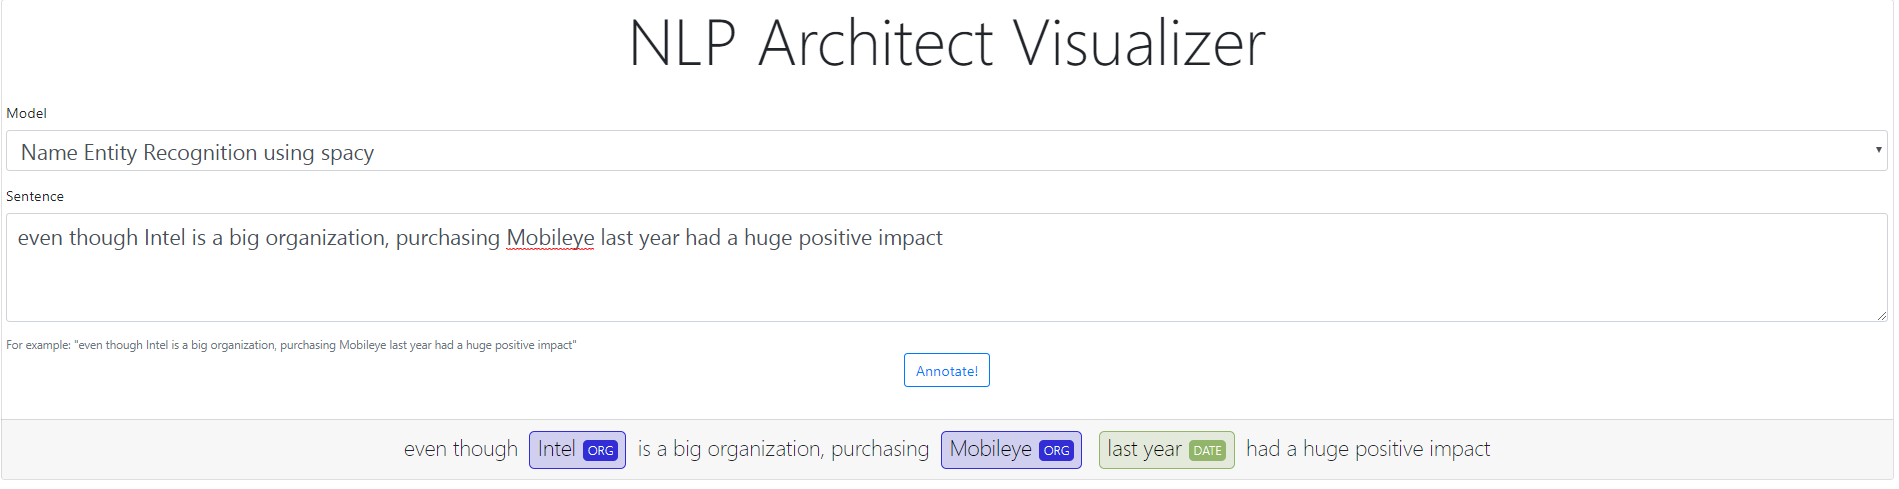 NLP Architect Visualizer
Model
Name Entity Recognition using spacy
Sentence
even though Intel is a big organization, purchasing Mobileye last year had a huge positive impact
For example: "even though Intel is a big organization, purchasing Mobileye last year had a huge positive impact"
Annotate!
even though Intel ORG is a big organization, purchasing Mobileye ORG last year DATE had a huge positive impact